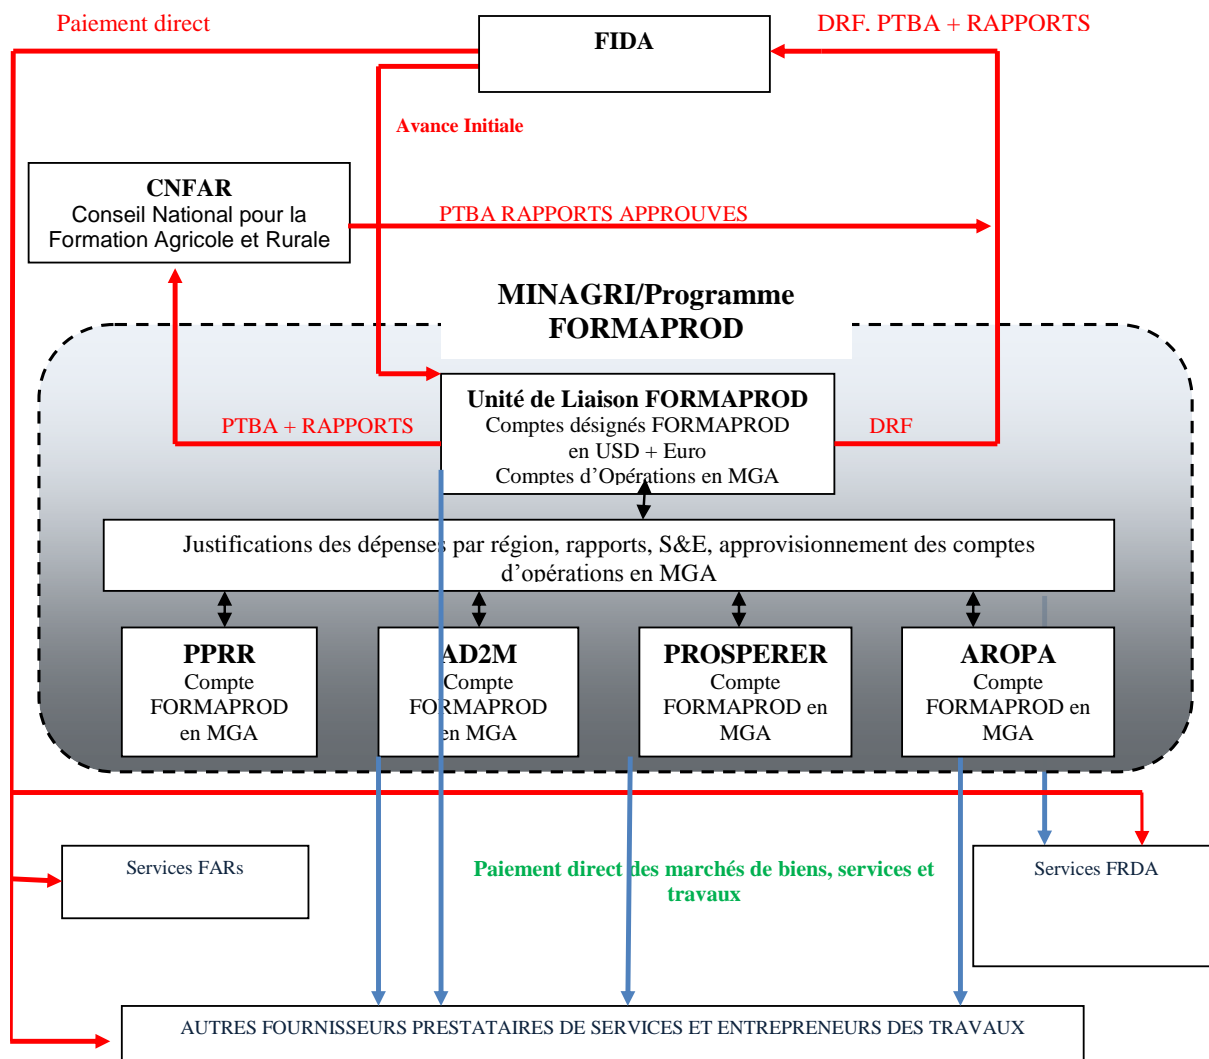 Paiement direct
FIDA
DRF. PTBA + RAPPORTS
Avance Initiale
CNFAR
Conseil National pour la
Formation Agricole et Rurale
PTBA RAPPORTS APPROUVES
MINAGRI/Programme
FORMAPROD
Unité de Liaison FORMAPROD
Comptes désignés FORMAPROD
en USD + Euro
Comptes d’Opérations en MGA
PTBA + RAPPORTS
DRF
Justifications des dépenses par région, rapports, S&E, approvisionnement des comptes
d’opérations en MGA
PPRR
Compte
FORMAPROD
en MGA
AD2M
Compte
FORMAPROD
en MGA
PROSPERER
Compte
FORMAPROD en
MGA
AROPA
Compte
FORMAPROD en
MGA
Services FARs
Paiement direct des marchés de biens, services et
travaux
Services FRDA
AUTRES FOURNISSEURS PRESTATAIRES DE SERVICES ET ENTREPRENEURS DES TRAVAUX